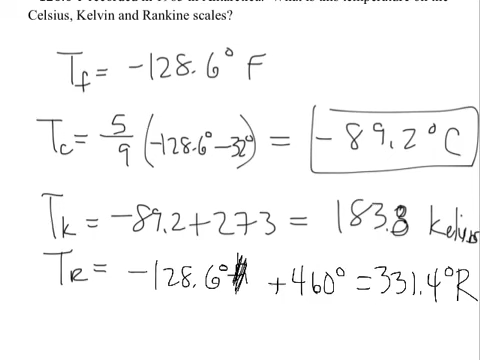 Celsius, Kelvin and Rankine scales?
T_f = -128.6° F
T_c = 5/9 (-128.6° - 32°) = -89.2°C
T_K = -89.2 + 273 = 183.8 Kelvins
T_R = -128.6° + 460° = 331.4°R